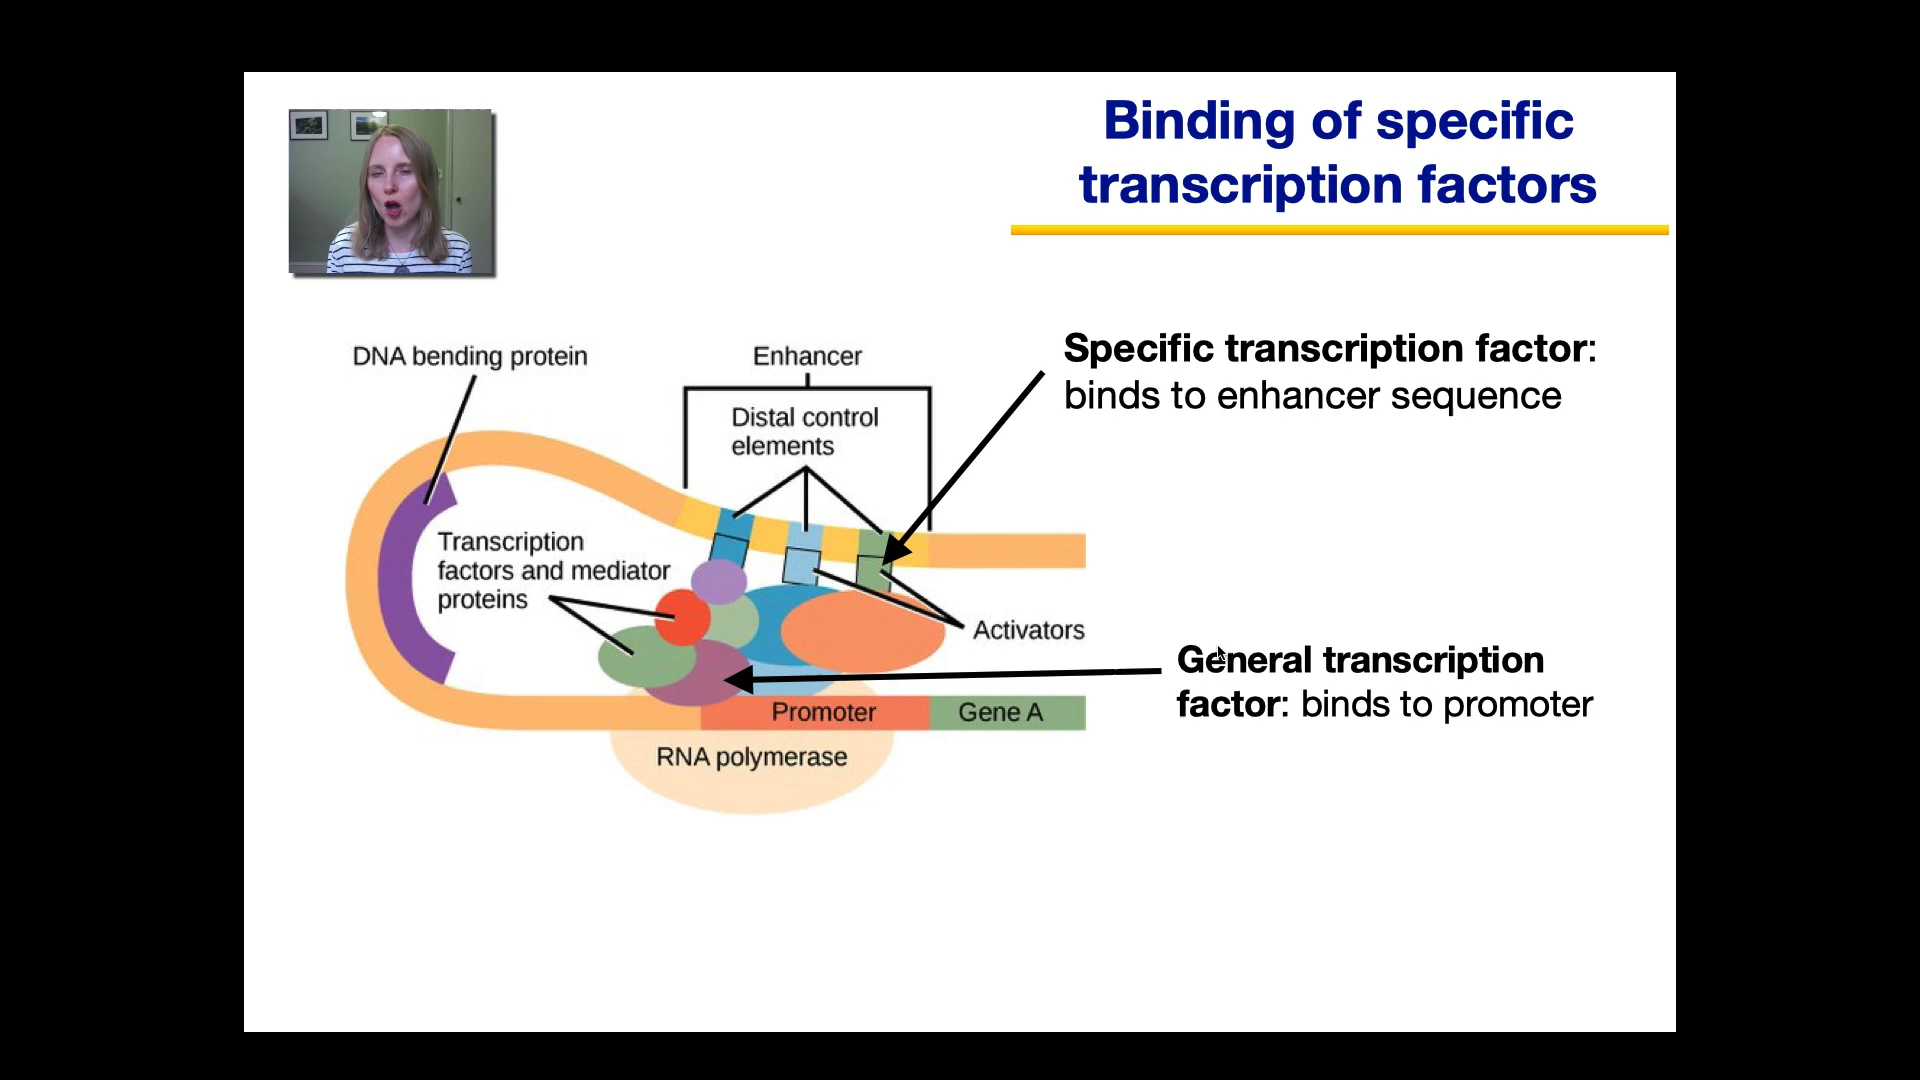 Binding of specific
transcription factors
DNA bending protein
Enhancer
Specific transcription factor:
binds to enhancer sequence
Distal control
elements
Transcription
factors and mediator
proteins
Activators
General transcription
factor: binds to promoter
Promoter
Gene A
RNA polymerase